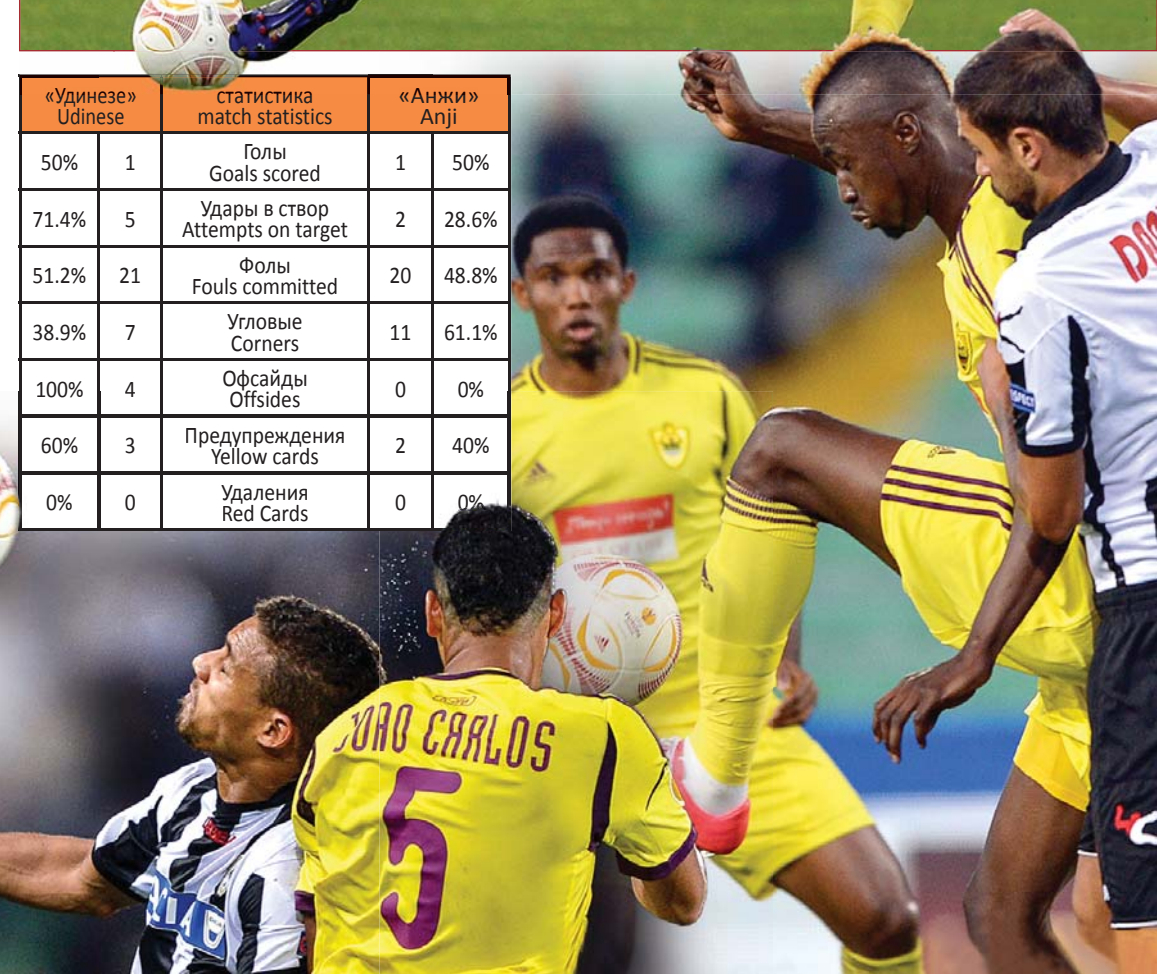 «Удинезе»
Udinese
статистика
match statistics
«Анжи»
Anji
50% 1 Голы 1 50%
Goals scored
71.4% 5 Удары в створ 2 28.6%
Attempts on target
51.2% 21 Фолы 20 48.8%
Fouls committed
38.9% 7 Угловые 11 61.1%
Corners
100% 4 Офсайды 0 0%
Offsides
60% 3 Предупреждения 2 40%
Yellow cards
0% 0 Удаления 0 0%
Red Cards
RESPECT
JOAO CARLOS
5